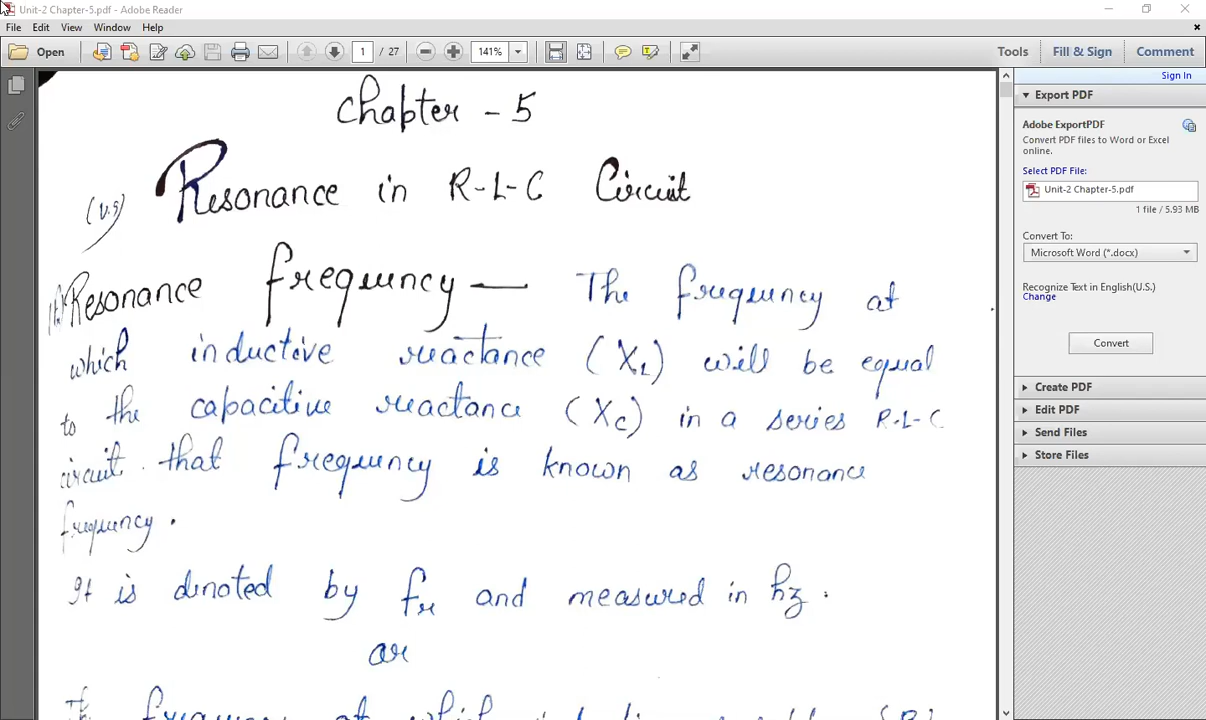 Unit-2 Chapter-5.pdf - Adobe Reader
File Edit View Window Help
Open 1 / 27 141% Tools Fill & Sign Comment
Sign In
Export PDF
Adobe ExportPDF
Convert PDF files to Word or Excel
online.
Select PDF File:
Unit-2 Chapter-5.pdf
1 file / 5.93 MB
Convert To:
Microsoft Word (*.docx)
Recognize Text in English(U.S.)
Change
Convert
Create PDF
Edit PDF
Send Files
Store Files
Chapter - 5
Resonance in R-L-C Circuit
Resonance frequency — The frequency at
which inductive reactance (XL) will be equal
to the capacitive reactance (XC) in a series R-L-C
circuit. that frequency is known as resonance
frequency.
It is denoted by fr and measured in hz.
or
The frequency at which